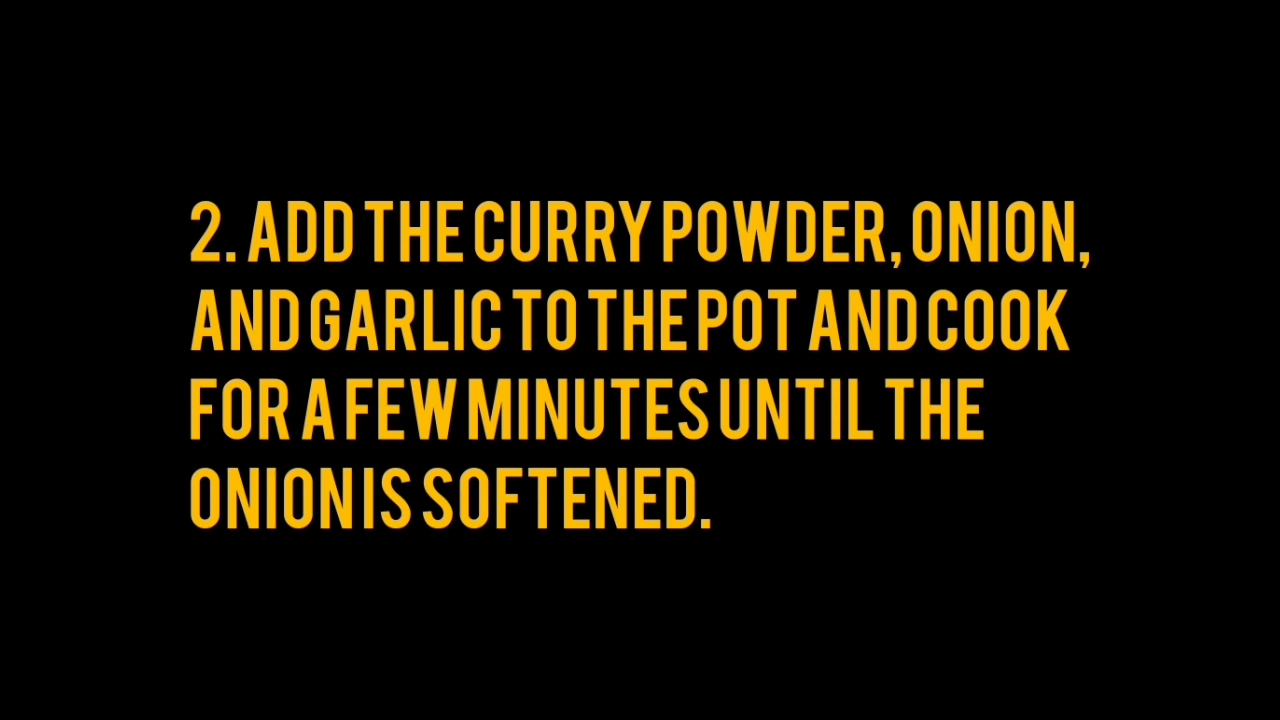 2. ADD THE CURRY POWDER, ONION,
AND GARLIC TO THE POT AND COOK
FOR A FEW MINUTES UNTIL THE
ONION IS SOFTENED.